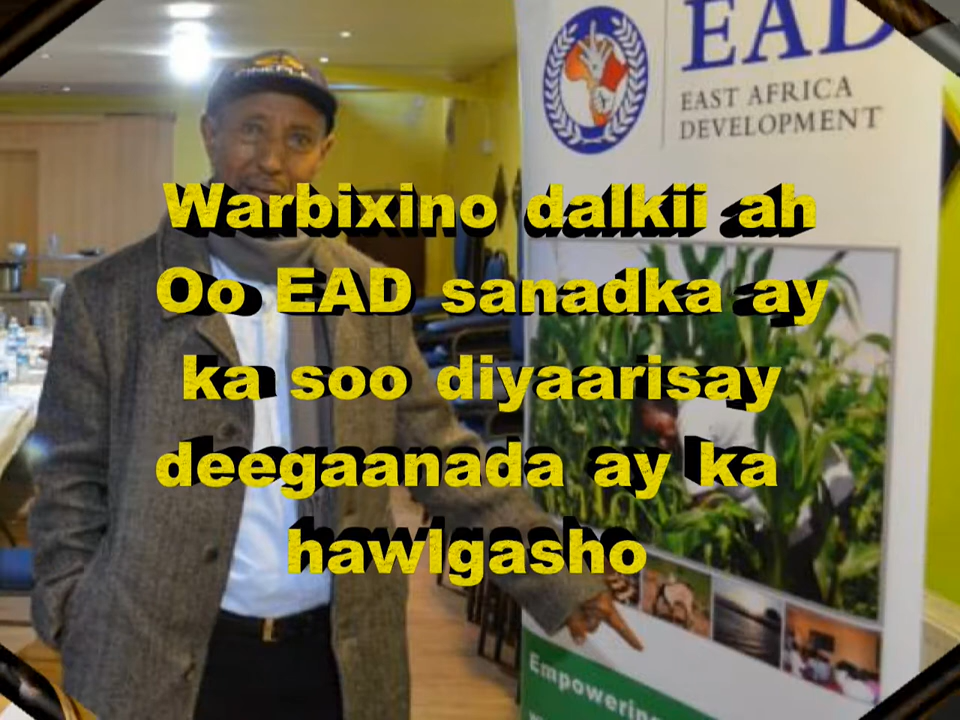 EAD
EAST AFRICA
DEVELOPMENT
Warbixino dalkii ah
Oo EAD sanadka ay
ka soo diyaarisay
deegaanada ay ka
hawlgasho
Empowering